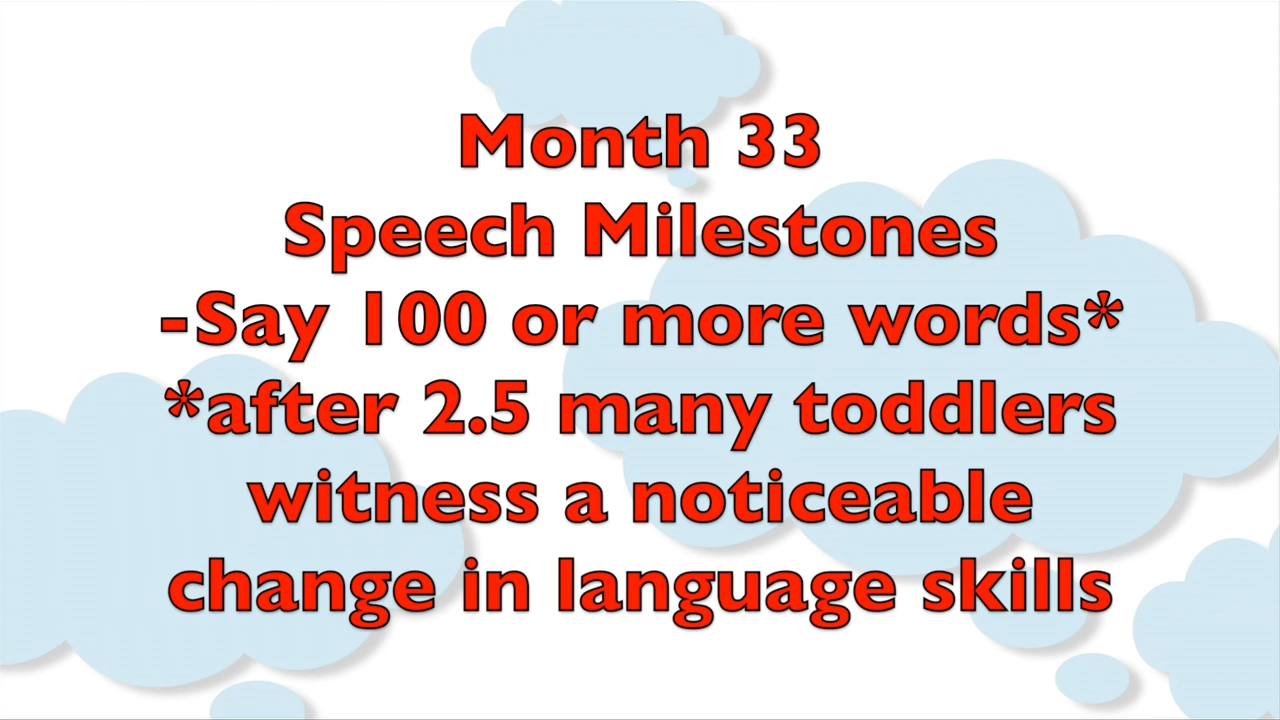 Month 33
Speech Milestones
-Say 100 or more words*
*after 2.5 many toddlers
witness a noticeable
change in language skills